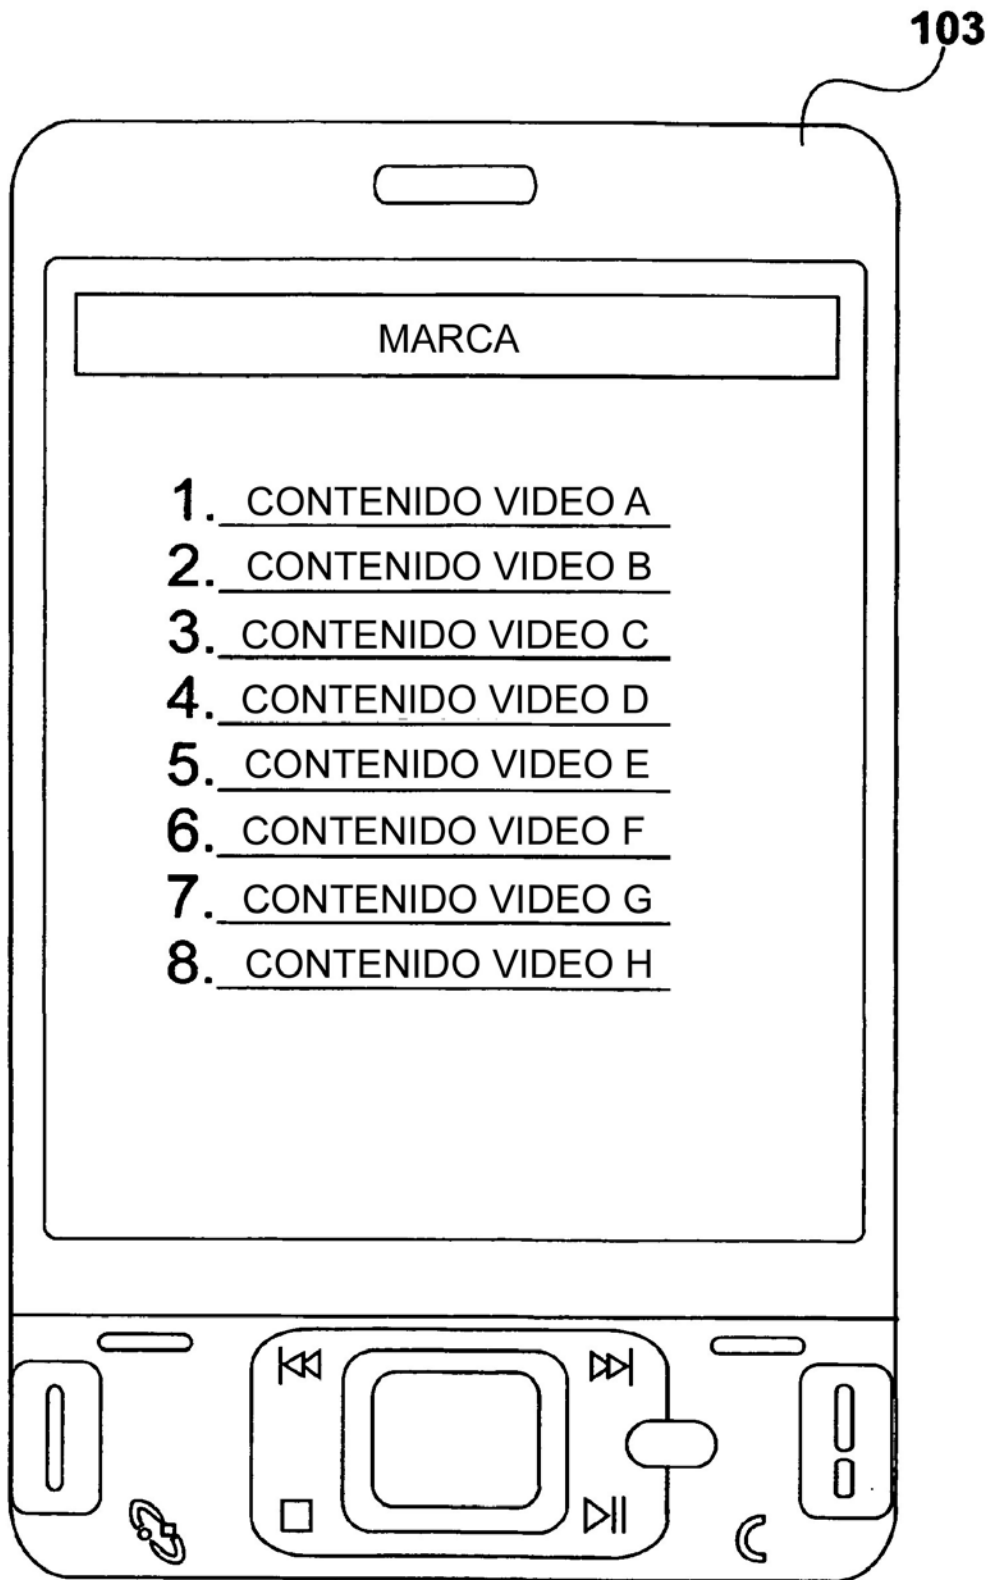 103
MARCA
1. CONTENIDO VIDEO A
2. CONTENIDO VIDEO B
3. CONTENIDO VIDEO C
4. CONTENIDO VIDEO D
5. CONTENIDO VIDEO E
6. CONTENIDO VIDEO F
7. CONTENIDO VIDEO G
8. CONTENIDO VIDEO H